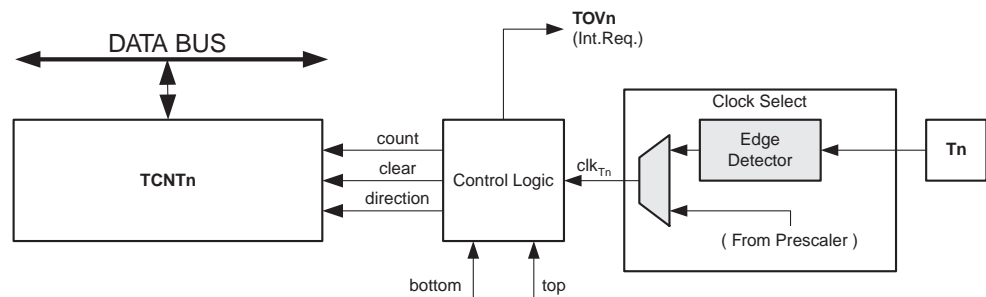 TOVn
(Int.Req.)
DATA BUS
Clock Select
TCNTn
count
clear
direction
Control Logic
clkTn
Edge
Detector
Tn
( From Prescaler )
bottom
top